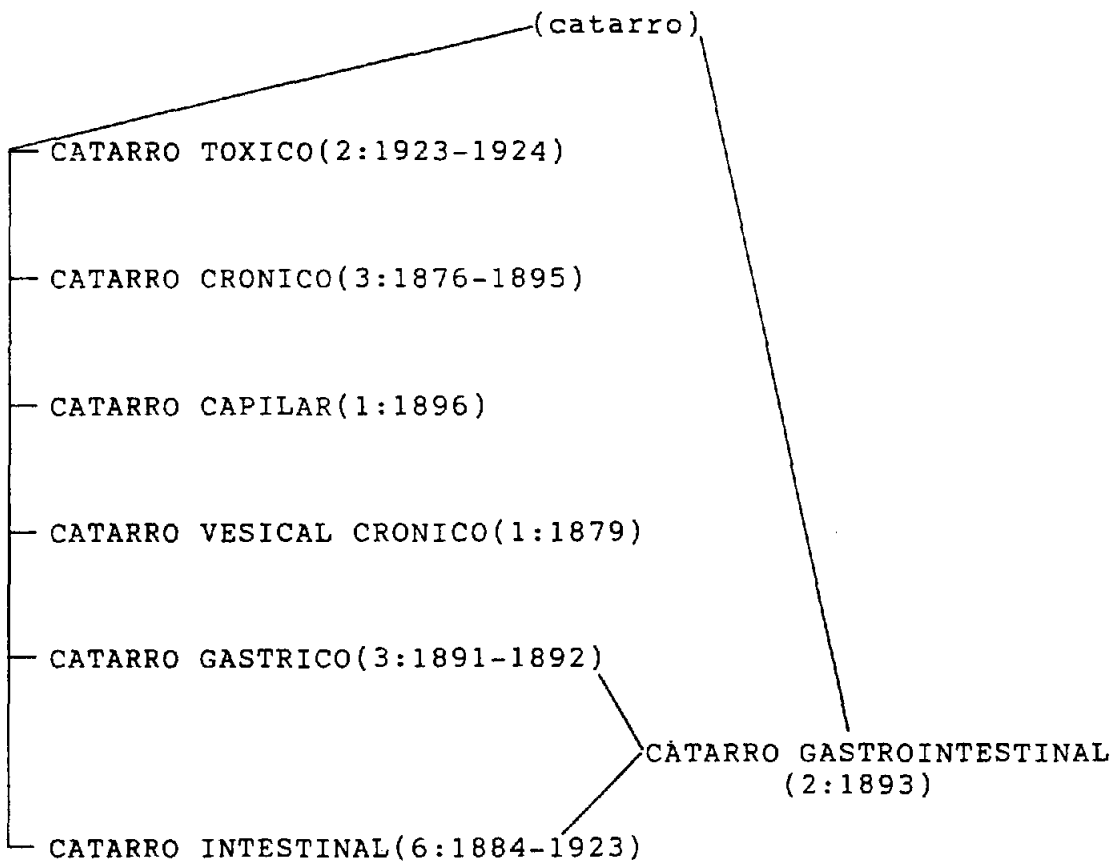 (catarro)
CATARRO TOXICO(2:1923-1924)
CATARRO CRONICO(3:1876-1895)
CATARRO CAPILAR(1:1896)
CATARRO VESICAL CRONICO(1:1879)
CATARRO GASTRICO(3:1891-1892)
CATARRO GASTROINTESTINAL
(2:1893)
CATARRO INTESTINAL(6:1884-1923)